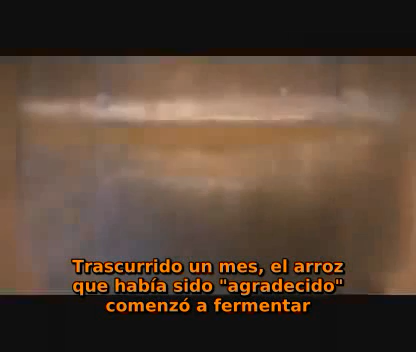 Trascurrido un mes, el arroz
que había sido "agradecido"
comenzó a fermentar